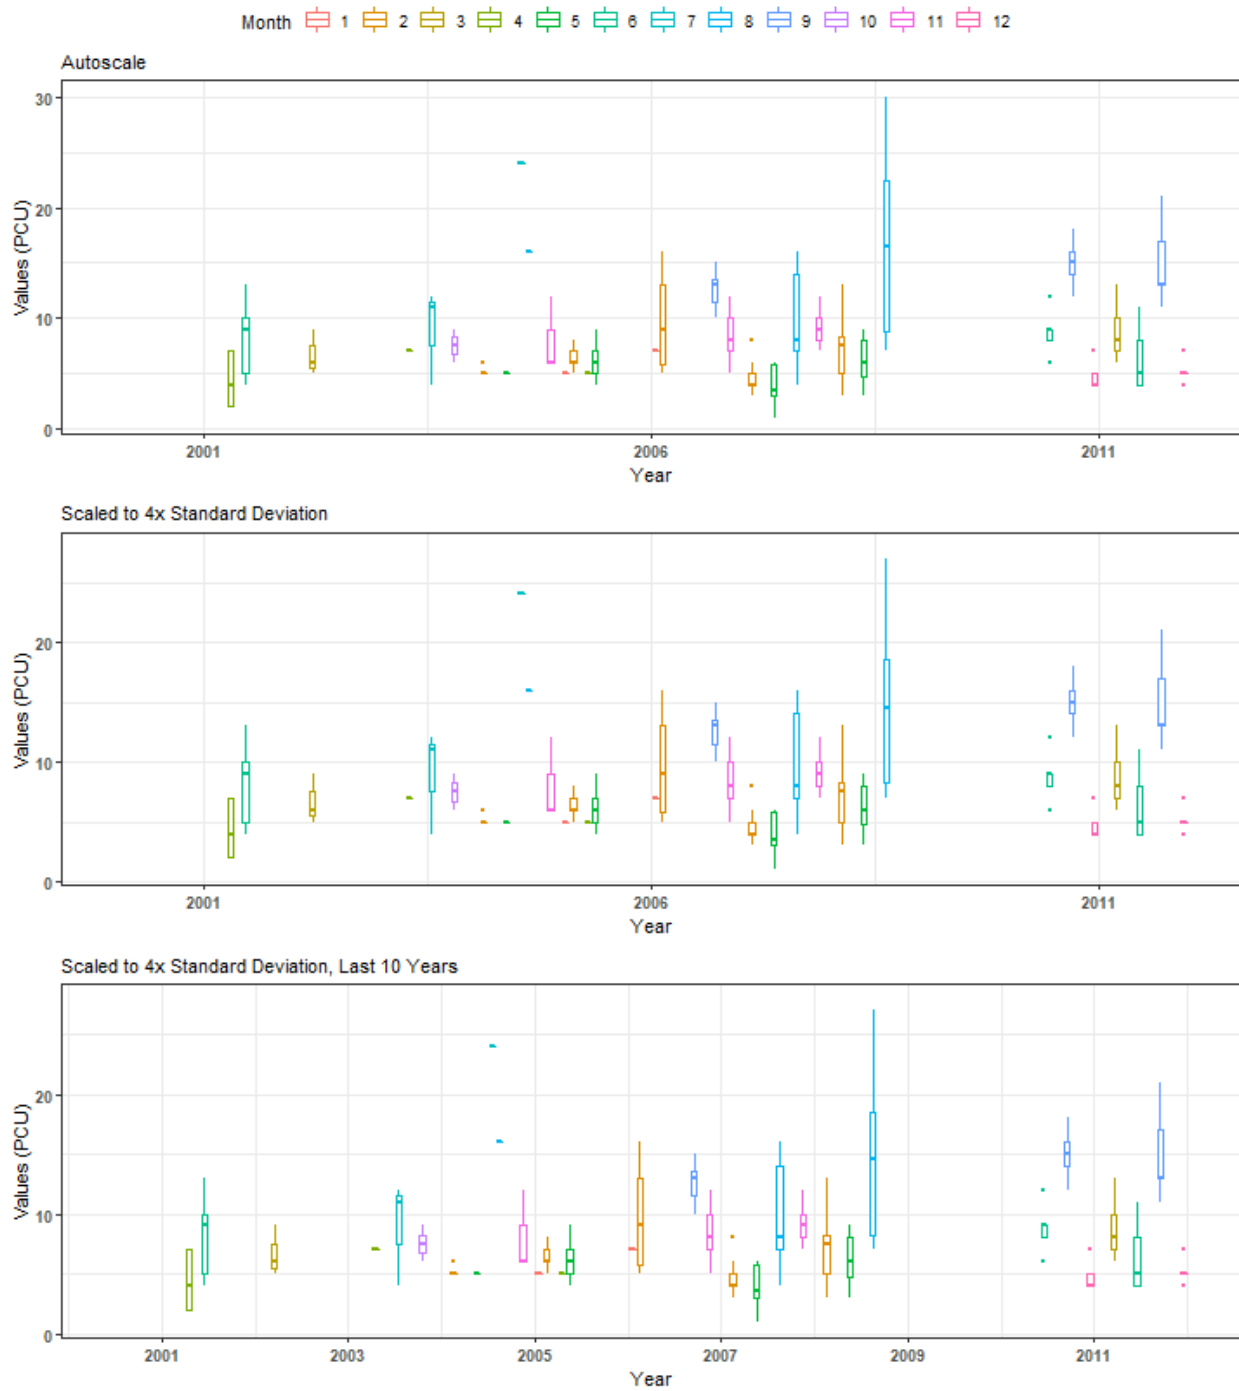 Month 1 2 3 4 5 6 7 8 9 10 11 12
Autoscale
Values (PCU)
30
20
10
0
2001 2006 2011
Year
Scaled to 4x Standard Deviation
Values (PCU)
20
10
0
2001 2006 2011
Year
Scaled to 4x Standard Deviation, Last 10 Years
Values (PCU)
20
10
0
2001 2003 2005 2007 2009 2011
Year